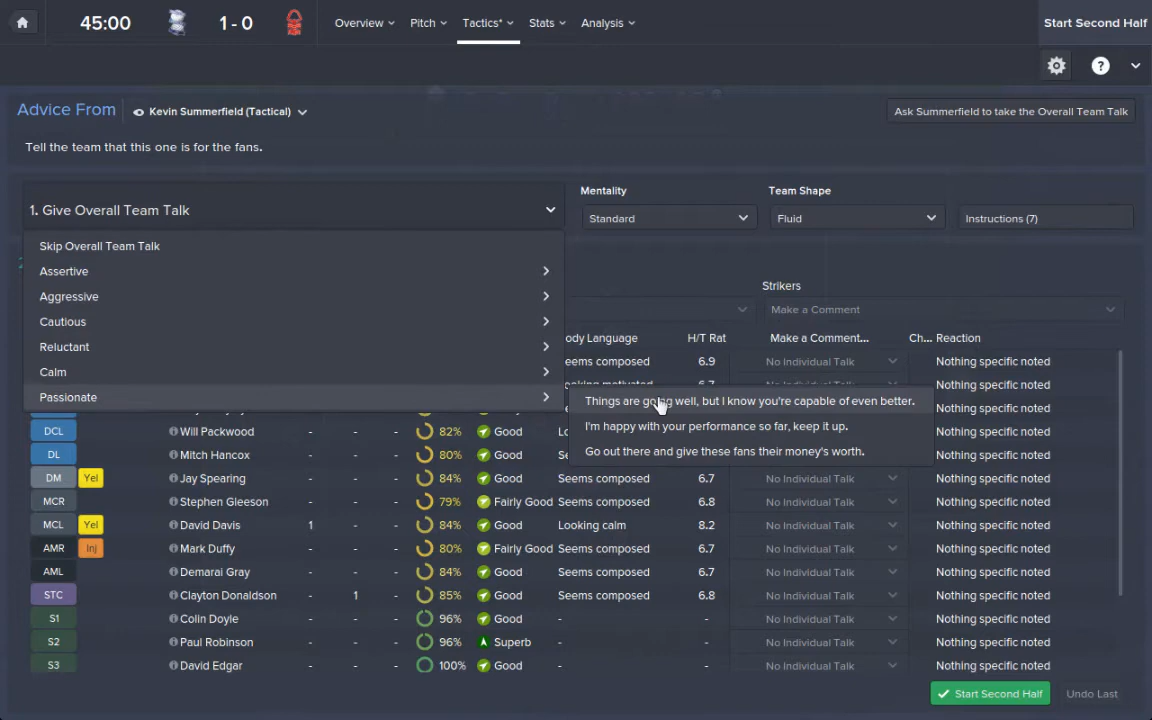 45:00
1 - 0
Overview
Pitch
Tactics*
Stats
Analysis
Start Second Half
?
Advice From
Kevin Summerfield (Tactical)
Ask Summerfield to take the Overall Team Talk
Tell the team that this one is for the fans.
1. Give Overall Team Talk
Mentality
Team Shape
Standard
Fluid
Instructions (7)
Skip Overall Team Talk
Assertive
Aggressive
Cautious
Reluctant
Calm
Passionate
Strikers
Make a Comment
ody Language H/T Rat Make a Comment... Ch... Reaction
eems composed 6.9 No Individual Talk Nothing specific noted
No Individual Talk Nothing specific noted
Things are going well, but I know you're capable of even better. Nothing specific noted
I'm happy with your performance so far, keep it up.
Go out there and give these fans their money's worth.
DCL Will Packwood - - - 82% Good Nothing specific noted
DL Mitch Hancox - - - 80% Good Nothing specific noted
DM Yel Jay Spearing - - - 84% Good Seems composed 6.7 No Individual Talk Nothing specific noted
MCR Stephen Gleeson - - - 79% Fairly Good Seems composed 6.8 No Individual Talk Nothing specific noted
MCL Yel David Davis 1 - - 84% Good Looking calm 8.2 No Individual Talk Nothing specific noted
AMR Inj Mark Duffy - - - 80% Fairly Good Seems composed 6.7 No Individual Talk Nothing specific noted
AML Demarai Gray - - - 84% Good Seems composed 6.7 No Individual Talk Nothing specific noted
STC Clayton Donaldson - 1 - 85% Good Seems composed 6.8 No Individual Talk Nothing specific noted
S1 Colin Doyle - - - 96% Good - - No Individual Talk Nothing specific noted
S2 Paul Robinson - - - 96% Superb - - No Individual Talk Nothing specific noted
S3 David Edgar - - - 100% Good - - No Individual Talk Nothing specific noted
Start Second Half
Undo Last